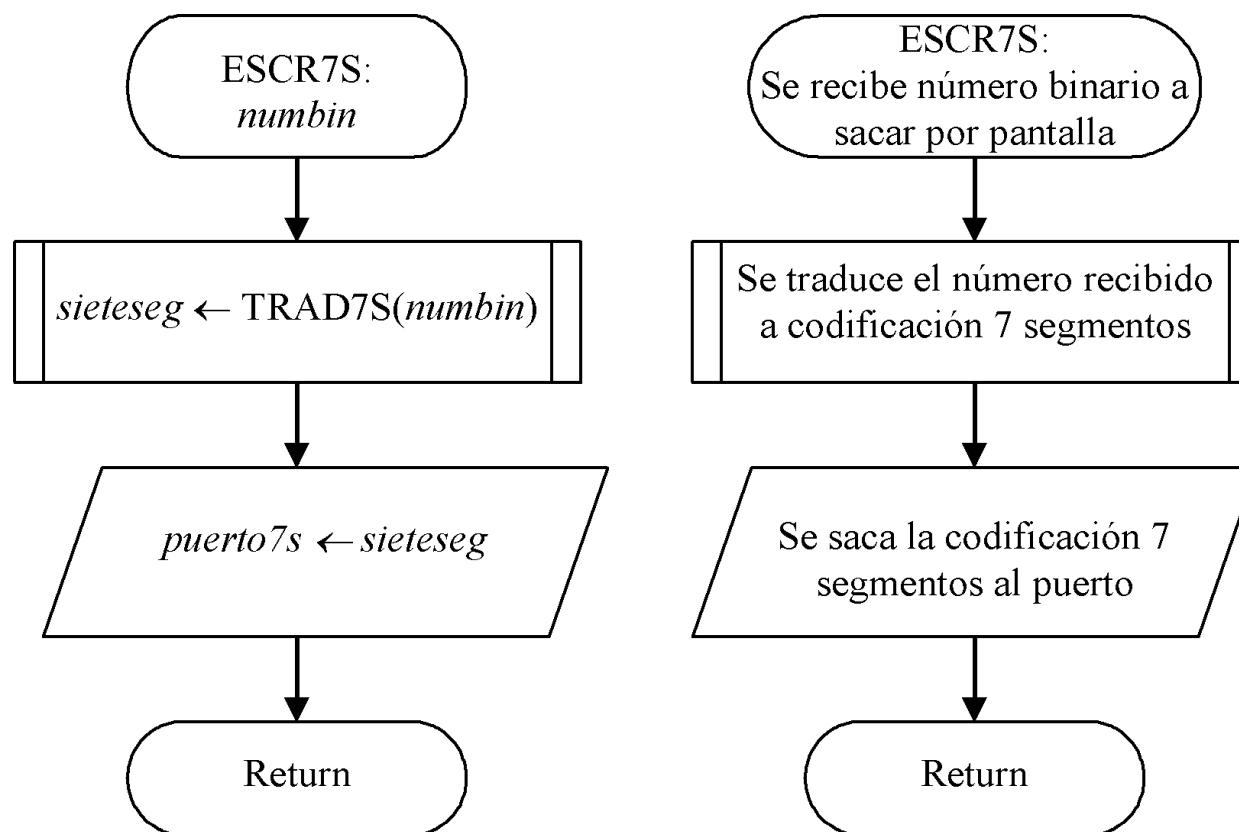 ESCR7S:
numbin
sieteseg ← TRAD7S(numbin)
puerto7s ← sieteseg
Return
ESCR7S:
Se recibe número binario a
sacar por pantalla
Se traduce el número recibido
a codificación 7 segmentos
Se saca la codificación 7
segmentos al puerto
Return